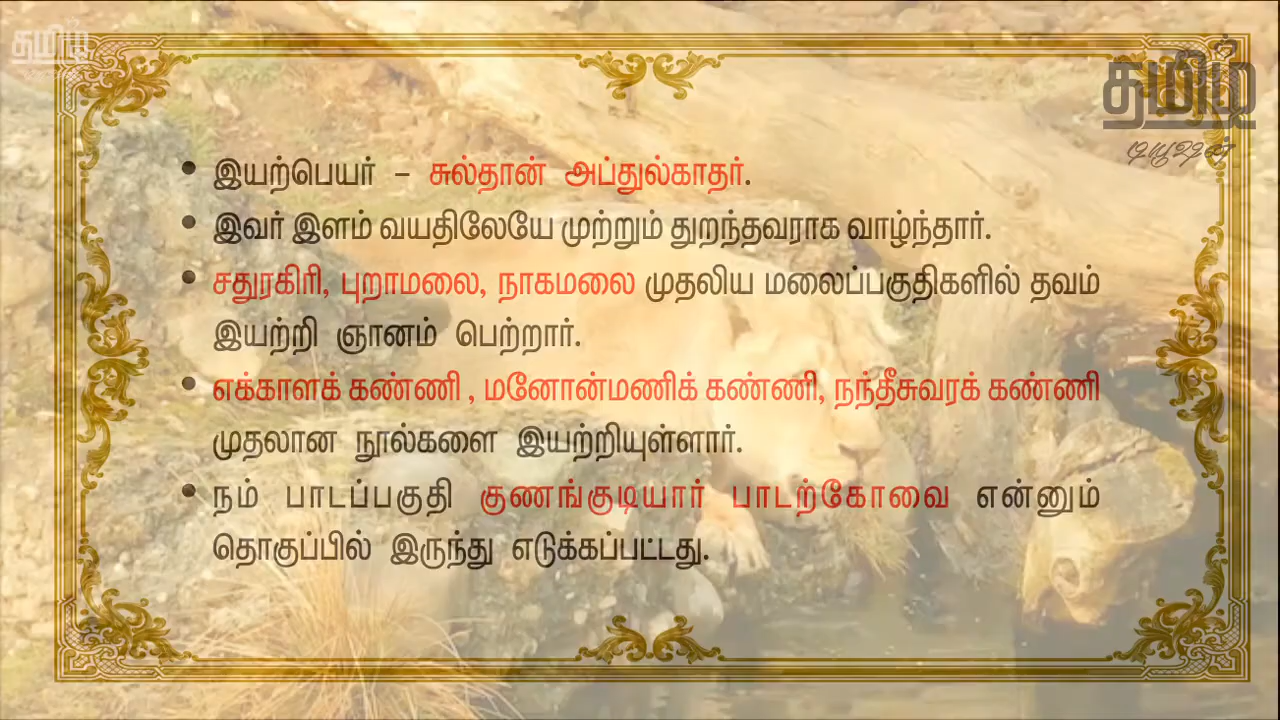 தமிழ்
தமிழ்
டியூஷன்
• இயற்பெயர் – சுல்தான் அப்துல்காதர்.
• இவர் இளம் வயதிலேயே முற்றும் துறந்தவராக வாழ்ந்தார்.
• சதுரகிரி, புறாமலை, நாகமலை முதலிய மலைப்பகுதிகளில் தவம்
இயற்றி ஞானம் பெற்றார்.
• எக்காளக் கண்ணி , மனோன்மணிக் கண்ணி, நந்தீசுவரக் கண்ணி
முதலான நூல்களை இயற்றியுள்ளார்.
• நம் பாடப்பகுதி குணங்குடியார் பாடற்கோவை என்னும்
தொகுப்பில் இருந்து எடுக்கப்பட்டது.